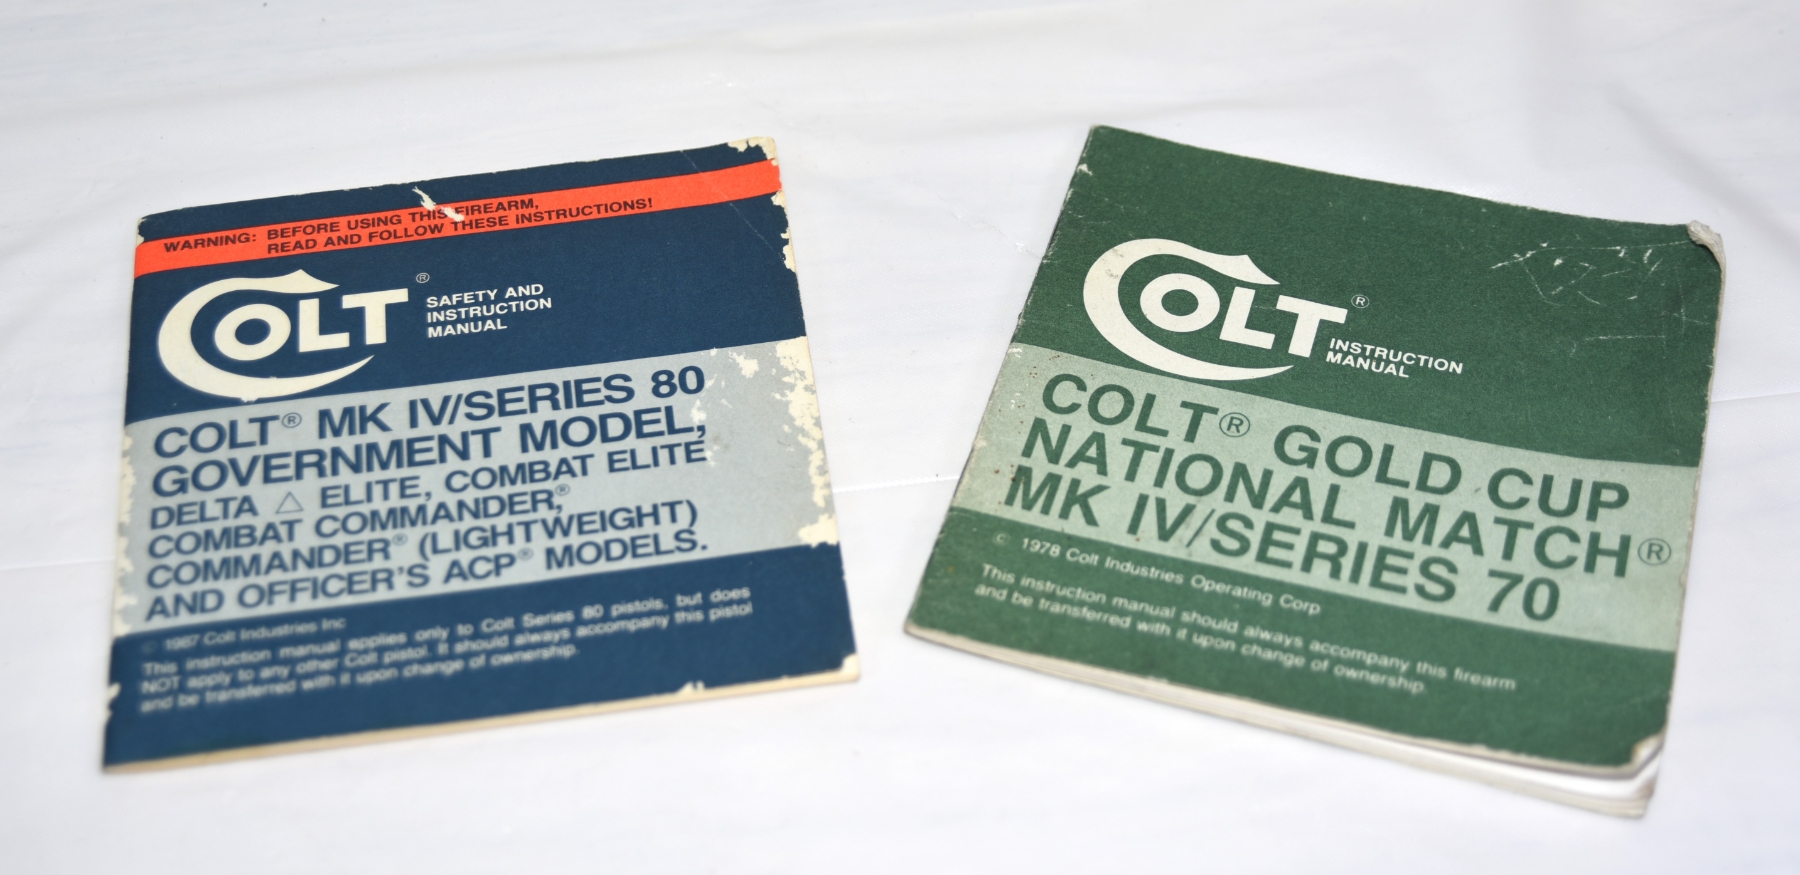 WARNING: BEFORE USING THIS FIREARM,
READ AND FOLLOW THESE INSTRUCTIONS!
COLT®
SAFETY AND
INSTRUCTION
MANUAL
COLT® MK IV/SERIES 80
GOVERNMENT MODEL,
DELTA △ ELITE, COMBAT ELITE
COMBAT COMMANDER,®
COMMANDER® (LIGHTWEIGHT)
AND OFFICER'S ACP® MODELS.
© 1987 Colt Industries Inc
This instruction manual applies only to Colt Series 80 pistols, but does
NOT apply to any other Colt pistol. It should always accompany this pistol
and be transferred with it upon change of ownership.
COLT®
INSTRUCTION
MANUAL
COLT® GOLD CUP
NATIONAL MATCH®
MK IV/SERIES 70
© 1978 Colt Industries Operating Corp
This instruction manual should always accompany this firearm
and be transferred with it upon change of ownership.